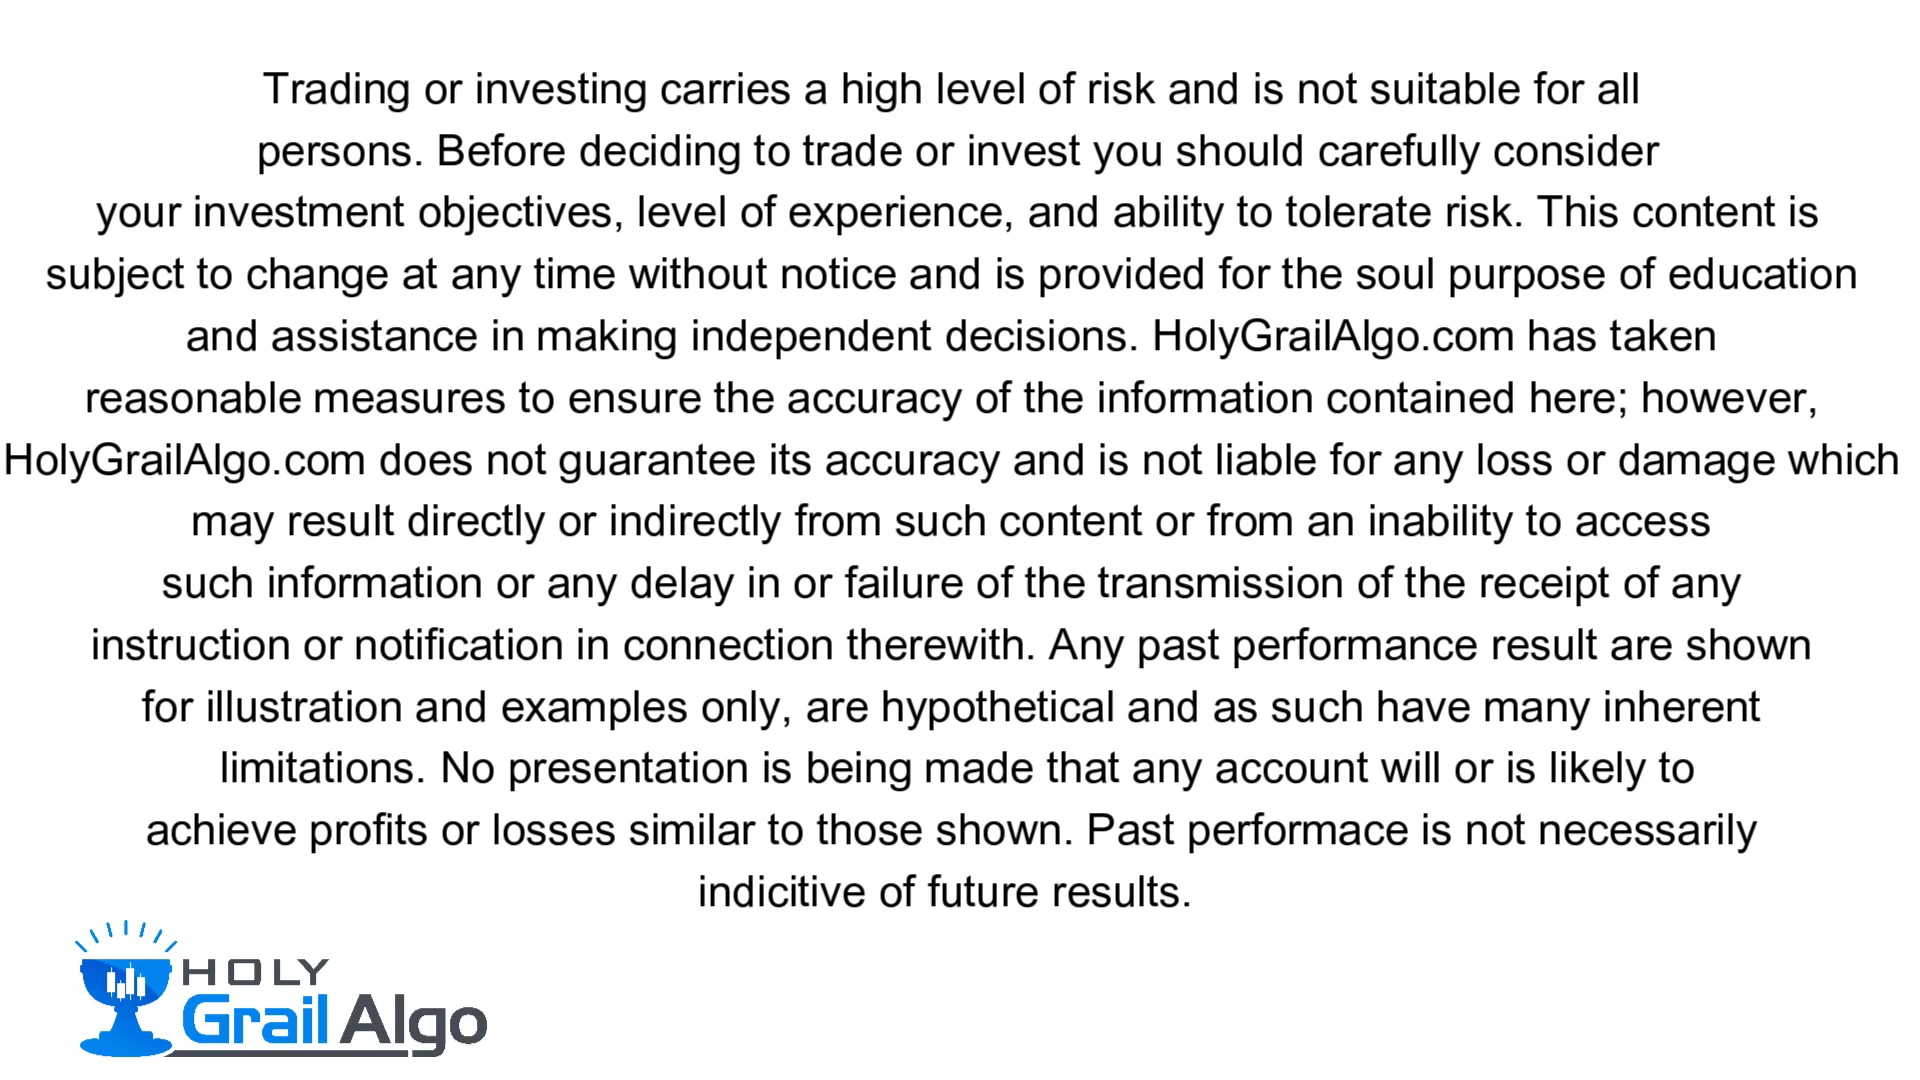 Trading or investing carries a high level of risk and is not suitable for all
persons. Before deciding to trade or invest you should carefully consider
your investment objectives, level of experience, and ability to tolerate risk. This content is
subject to change at any time without notice and is provided for the soul purpose of education
and assistance in making independent decisions. HolyGrailAlgo.com has taken
reasonable measures to ensure the accuracy of the information contained here; however,
HolyGrailAlgo.com does not guarantee its accuracy and is not liable for any loss or damage which
may result directly or indirectly from such content or from an inability to access
such information or any delay in or failure of the transmission of the receipt of any
instruction or notification in connection therewith. Any past performance result are shown
for illustration and examples only, are hypothetical and as such have many inherent
limitations. No presentation is being made that any account will or is likely to
achieve profits or losses similar to those shown. Past performace is not necessarily
indicitive of future results.
HOLY
Grail Algo